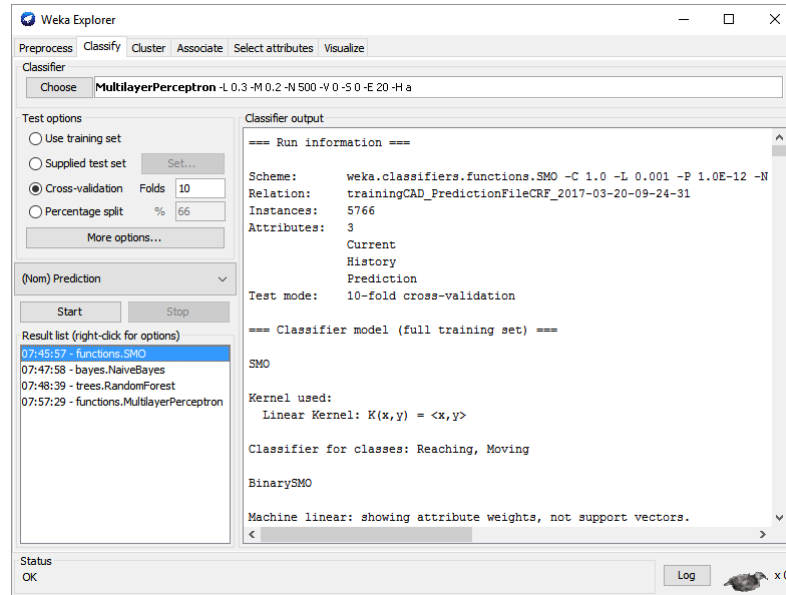 Weka Explorer
Preprocess Classify Cluster Associate Select attributes Visualize
Classifier
Choose MultilayerPerceptron -L 0.3 -M 0.2 -N 500 -V 0 -S 0 -E 20 -H a
Test options
Use training set
Supplied test set Set...
Cross-validation Folds 10
Percentage split % 66
More options...
(Nom) Prediction
Start Stop
Result list (right-click for options)
07:45:57 - functions.SMO
07:47:58 - bayes.NaiveBayes
07:48:39 - trees.RandomForest
07:57:29 - functions.MultilayerPerceptron
Classifier output
=== Run information ===
Scheme: weka.classifiers.functions.SMO -C 1.0 -L 0.001 -P 1.0E-12 -N
Relation: trainingCAD_PredictionFileCRF_2017-03-20-09-24-31
Instances: 5766
Attributes: 3
Current
History
Prediction
Test mode: 10-fold cross-validation
=== Classifier model (full training set) ===
SMO
Kernel used:
Linear Kernel: K(x,y) = <x,y>
Classifier for classes: Reaching, Moving
BinarySMO
Machine linear: showing attribute weights, not support vectors.
Status
OK
Log
x 0